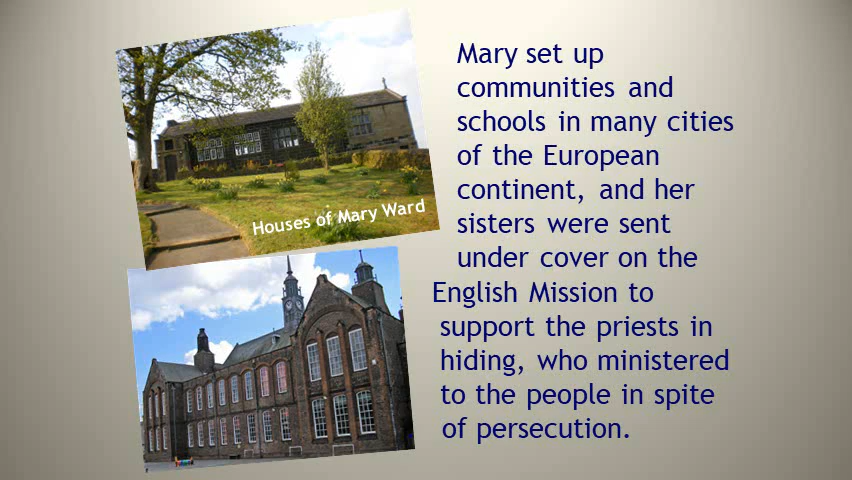 Mary set up
communities and
schools in many cities
of the European
continent, and her
sisters were sent
under cover on the
English Mission to
support the priests in
hiding, who ministered
to the people in spite
of persecution.
Houses of Mary Ward